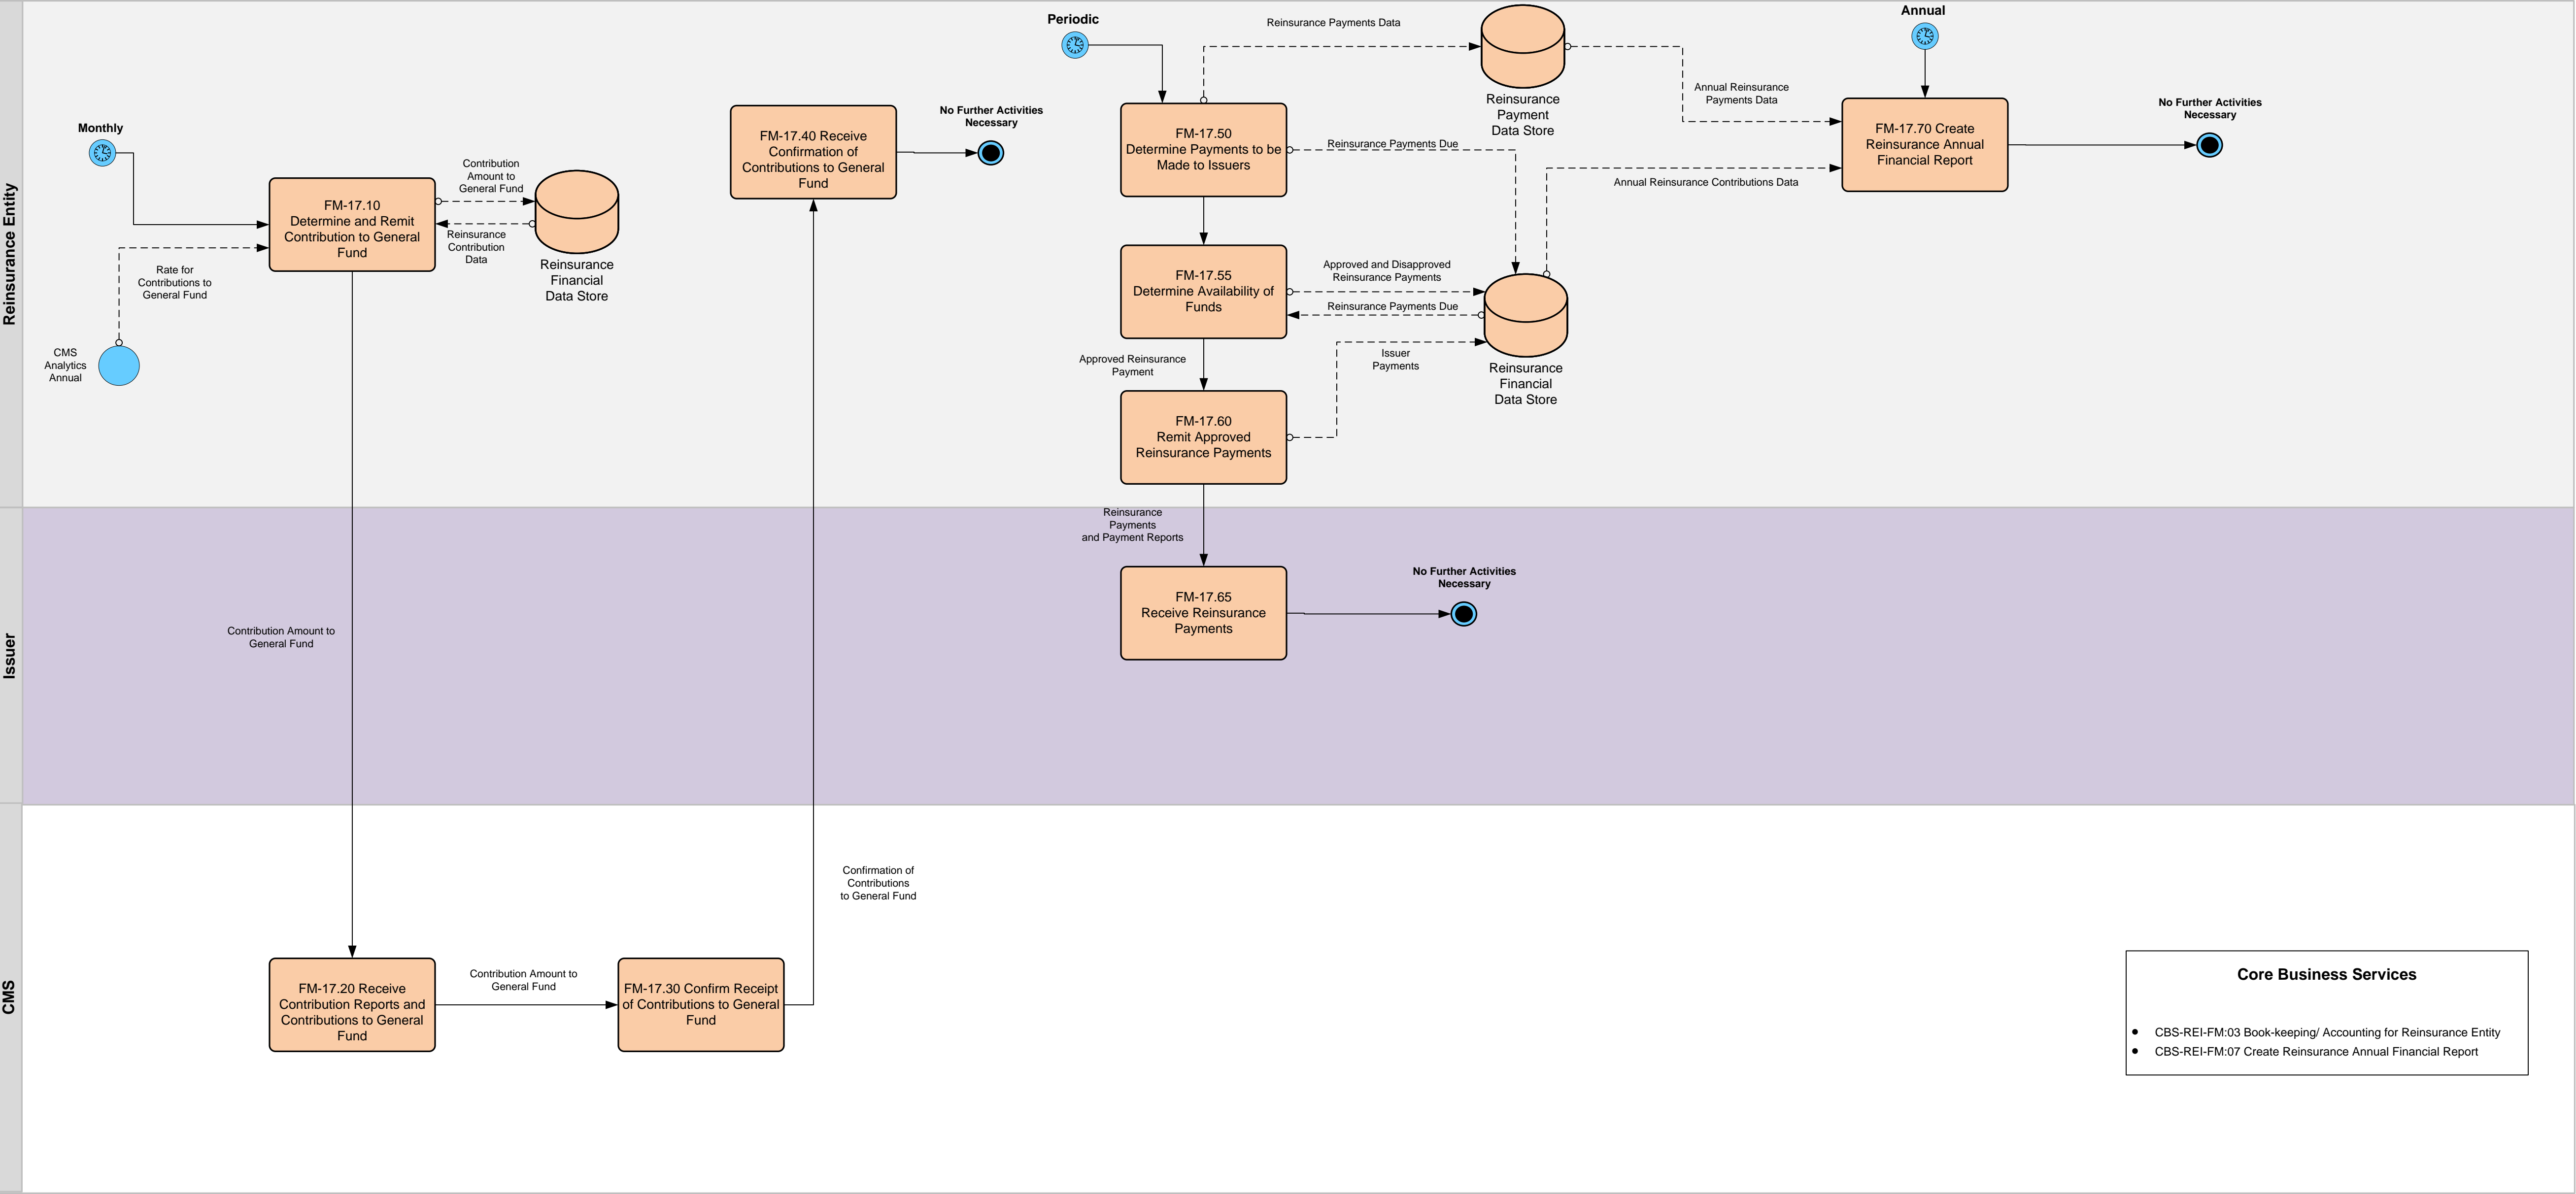 Reinsurance Entity
Monthly
FM-17.10
Determine and Remit
Contribution to General
Fund
Contribution
Amount to
General Fund
Reinsurance
Contribution
Data
Reinsurance
Financial
Data Store
Rate for
Contributions to
General Fund
CMS
Analytics
Annual
FM-17.40 Receive
Confirmation of
Contributions to General
Fund
No Further Activities
Necessary
Periodic
Reinsurance Payments Data
Reinsurance
Payment
Data Store
FM-17.50
Determine Payments to be
Made to Issuers
Reinsurance Payments Due
FM-17.55
Determine Availability of
Funds
Approved and Disapproved
Reinsurance Payments
Reinsurance Payments Due
Approved Reinsurance
Payment
Issuer
Payments
Reinsurance
Financial
Data Store
FM-17.60
Remit Approved
Reinsurance Payments
Annual
Annual Reinsurance
Payments Data
Annual Reinsurance Contributions Data
FM-17.70 Create
Reinsurance Annual
Financial Report
No Further Activities
Necessary
Issuer
Contribution Amount to
General Fund
Reinsurance
Payments
and Payment Reports
FM-17.65
Receive Reinsurance
Payments
No Further Activities
Necessary
CMS
Confirmation of
Contributions
to General Fund
FM-17.20 Receive
Contribution Reports and
Contributions to General
Fund
Contribution Amount to
General Fund
FM-17.30 Confirm Receipt
of Contributions to General
Fund
Core Business Services
• CBS-REI-FM:03 Book-keeping/ Accounting for Reinsurance Entity
• CBS-REI-FM:07 Create Reinsurance Annual Financial Report